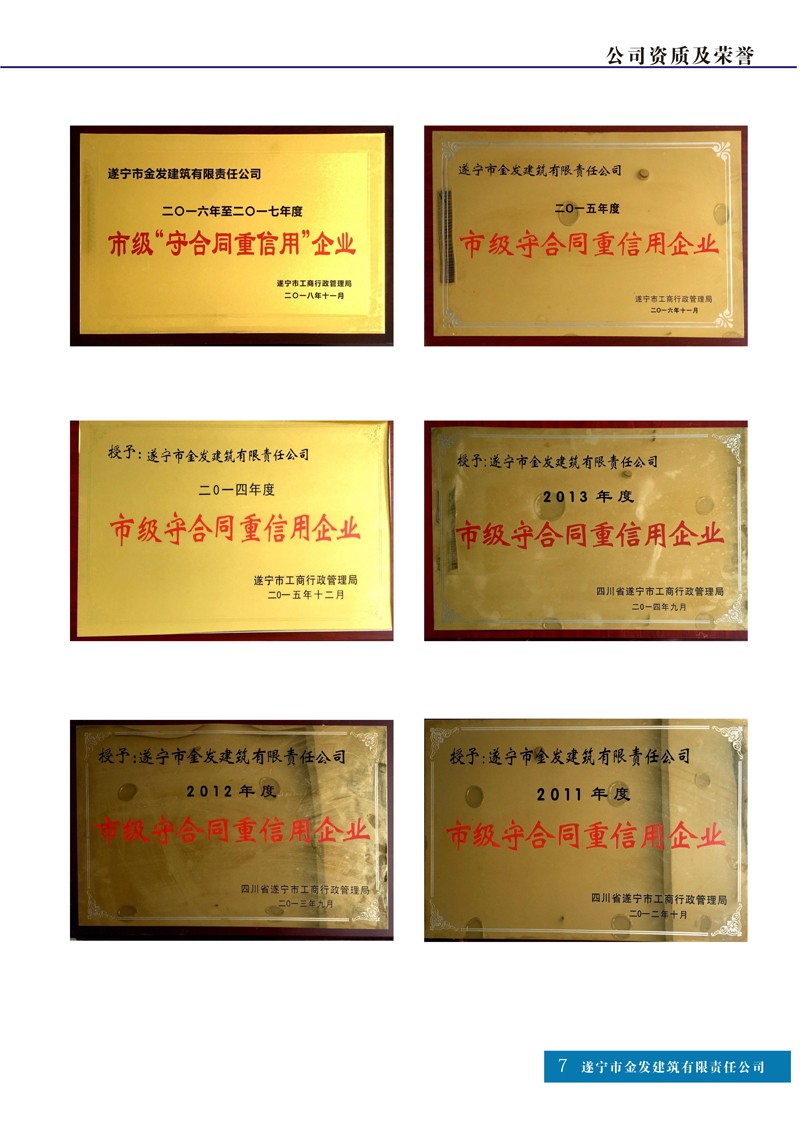 公司资质及荣誉
遂宁市金发建筑有限责任公司
二〇一六年至二〇一七年度
市级“守合同重信用”企业
遂宁市工商行政管理局
二〇一八年十一月
遂宁市金发建筑有限责任公司
二〇一五年度
市级守合同重信用企业
遂宁市工商行政管理局
二〇一六年十一月
授予：遂宁市金发建筑有限责任公司
二〇一四年度
市级守合同重信用企业
遂宁市工商行政管理局
二〇一五年十二月
授予：遂宁市金发建筑有限责任公司
2013 年度
市级守合同重信用企业
四川省遂宁市工商行政管理局
二〇一四年九月
授予：遂宁市金发建筑有限责任公司
2012 年度
市级守合同重信用企业
四川省遂宁市工商行政管理局
二〇一三年九月
授予：遂宁市金发建筑有限责任公司
2011 年度
市级守合同重信用企业
四川省遂宁市工商行政管理局
二〇一二年十月
7 遂宁市金发建筑有限责任公司